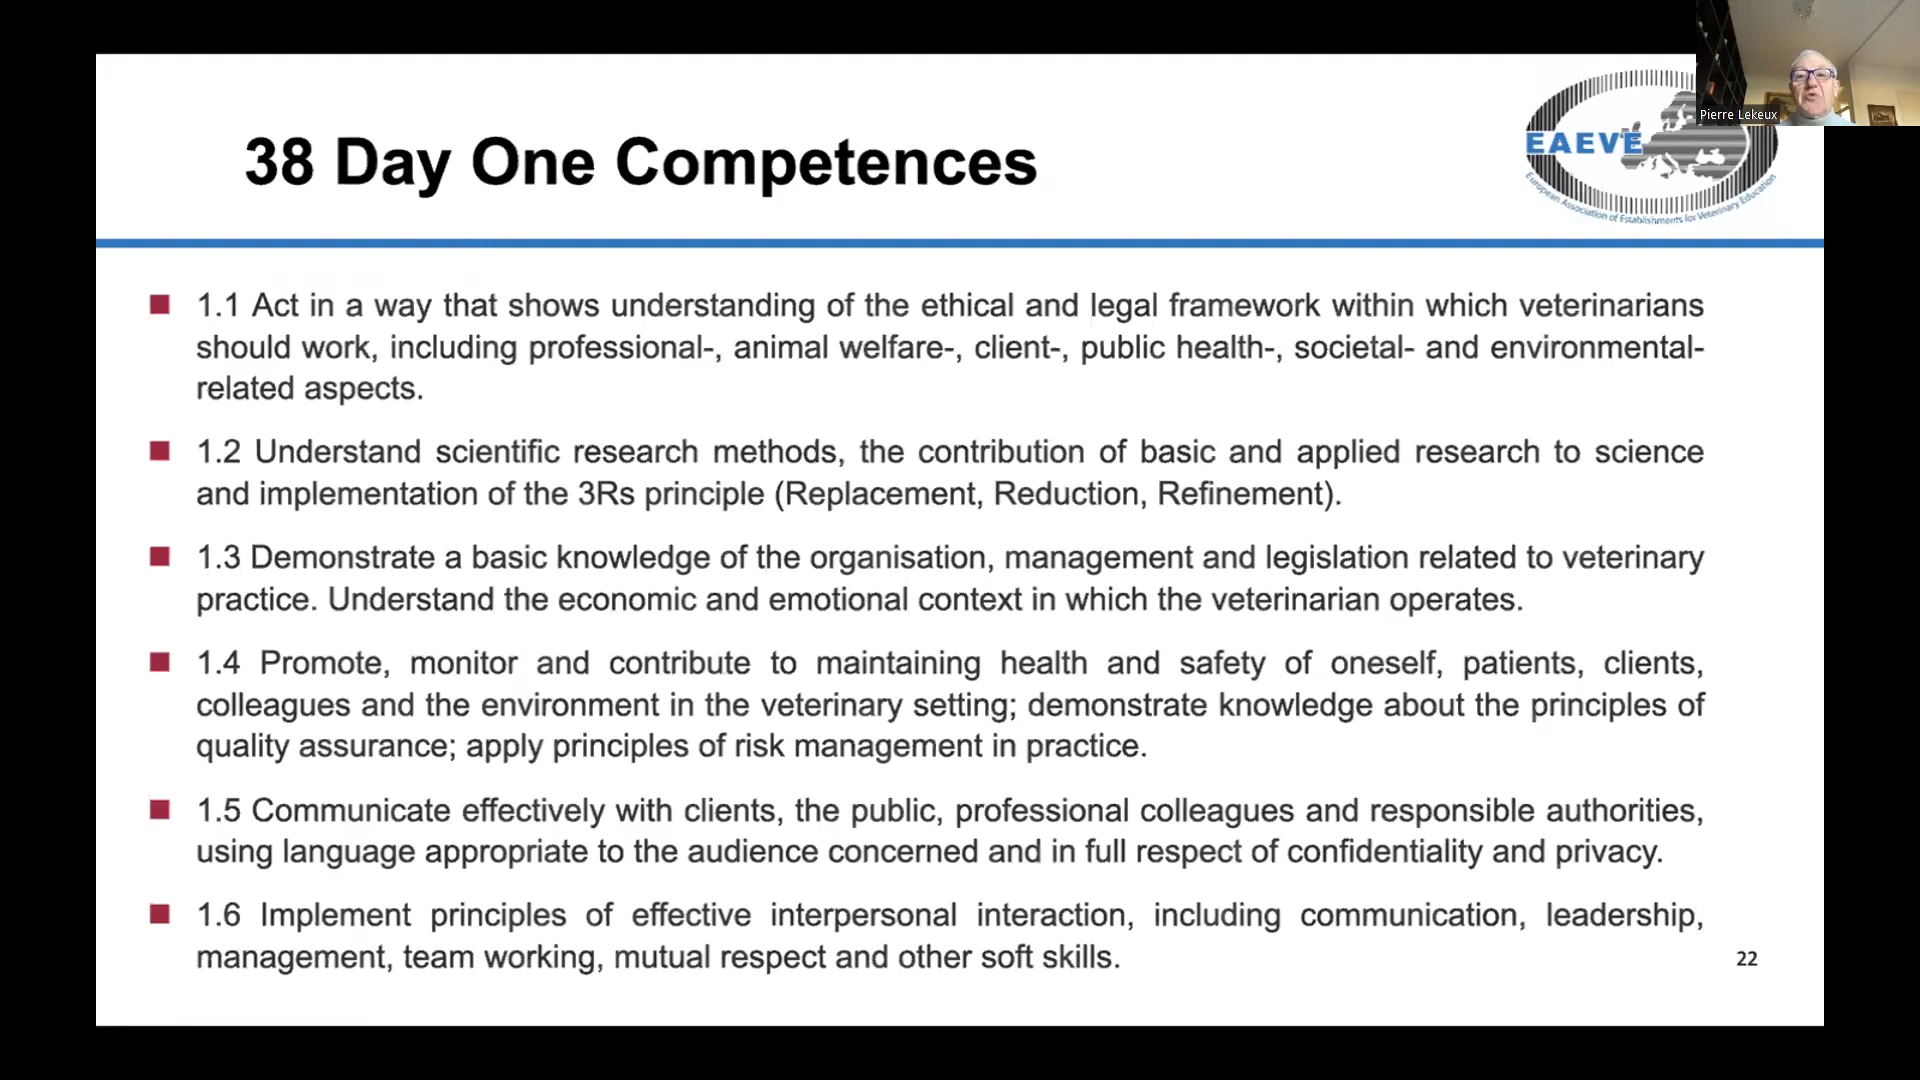 38 Day One Competences
EAEVE
European Association of Establishments for Veterinary Education
Pierre Lekeux
1.1 Act in a way that shows understanding of the ethical and legal framework within which veterinarians
should work, including professional-, animal welfare-, client-, public health-, societal- and environmental-
related aspects.
1.2 Understand scientific research methods, the contribution of basic and applied research to science
and implementation of the 3Rs principle (Replacement, Reduction, Refinement).
1.3 Demonstrate a basic knowledge of the organisation, management and legislation related to veterinary
practice. Understand the economic and emotional context in which the veterinarian operates.
1.4 Promote, monitor and contribute to maintaining health and safety of oneself, patients, clients,
colleagues and the environment in the veterinary setting; demonstrate knowledge about the principles of
quality assurance; apply principles of risk management in practice.
1.5 Communicate effectively with clients, the public, professional colleagues and responsible authorities,
using language appropriate to the audience concerned and in full respect of confidentiality and privacy.
1.6 Implement principles of effective interpersonal interaction, including communication, leadership,
management, team working, mutual respect and other soft skills.
22